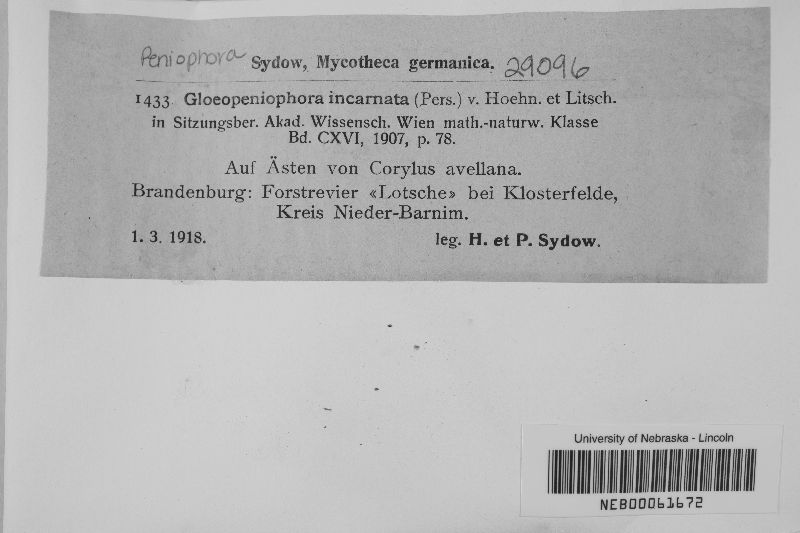 Peniophora Sydow, Mycotheca germanica. 29096
1433 Gloeopeniophora incarnata (Pers.) v. Hoehn. et Litsch.
in Sitzungsber. Akad. Wissensch. Wien math.-naturw. Klasse
Bd. CXVI, 1907, p. 78.
Auf Ästen von Corylus avellana.
Brandenburg: Forstrevier «Lotsche» bei Klosterfelde,
Kreis Nieder-Barnim.
1. 3. 1918. leg. H. et P. Sydow.
University of Nebraska - Lincoln
NEB00061672